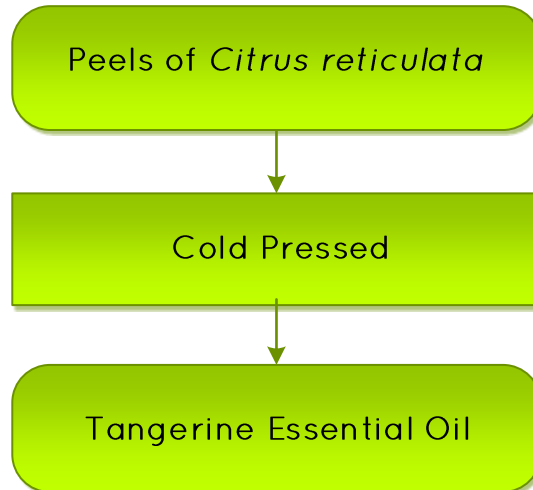 Peels of Citrus reticulata
Cold Pressed
Tangerine Essential Oil